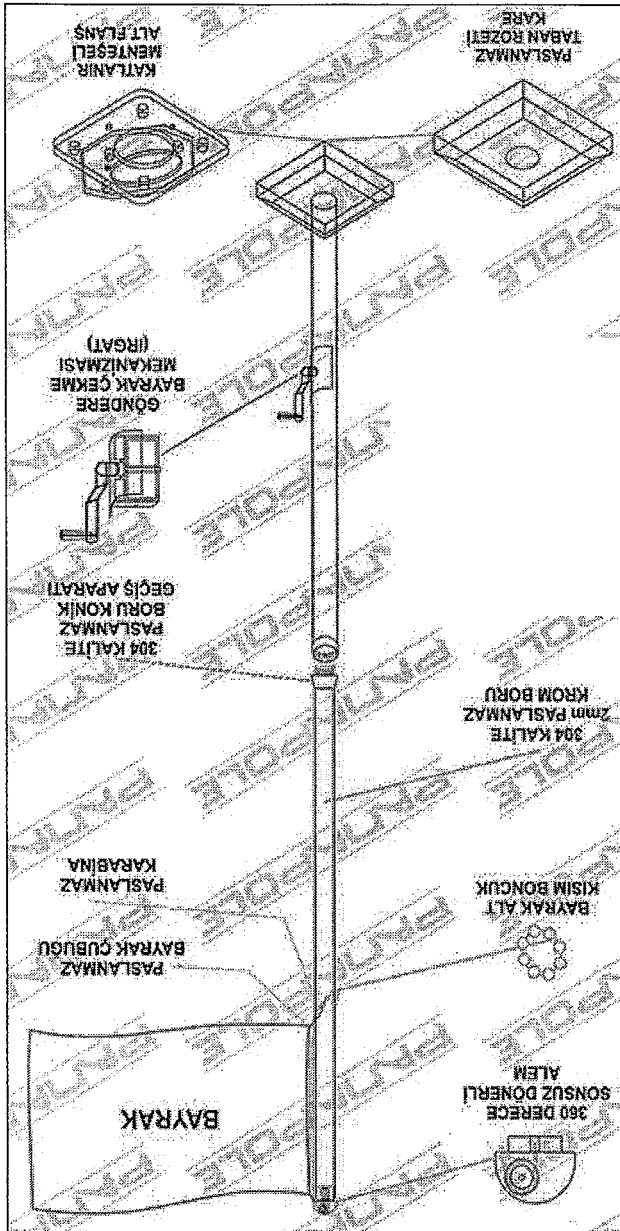 360 DERECE
SONSUZ DÖNERLİ
ALEM
BAYRAK
BAYRAK ALT
KISIM BONCUK
PASLANMAZ
BAYRAK ÇUBUĞU
PASLANMAZ
KARABİNA
304 KALİTE
2mm PASLANMAZ
KROM BORU
304 KALİTE
PASLANMAZ
BORU KONİK
GEÇİŞ APARATI
GÖNDERE
BAYRAK ÇEKME
MEKANİZMASI
(IRGAT)
PASLANMAZ
TABAN ROZETİ
KARE
KATLANIR
MENTEŞELİ
ALT FLANŞ